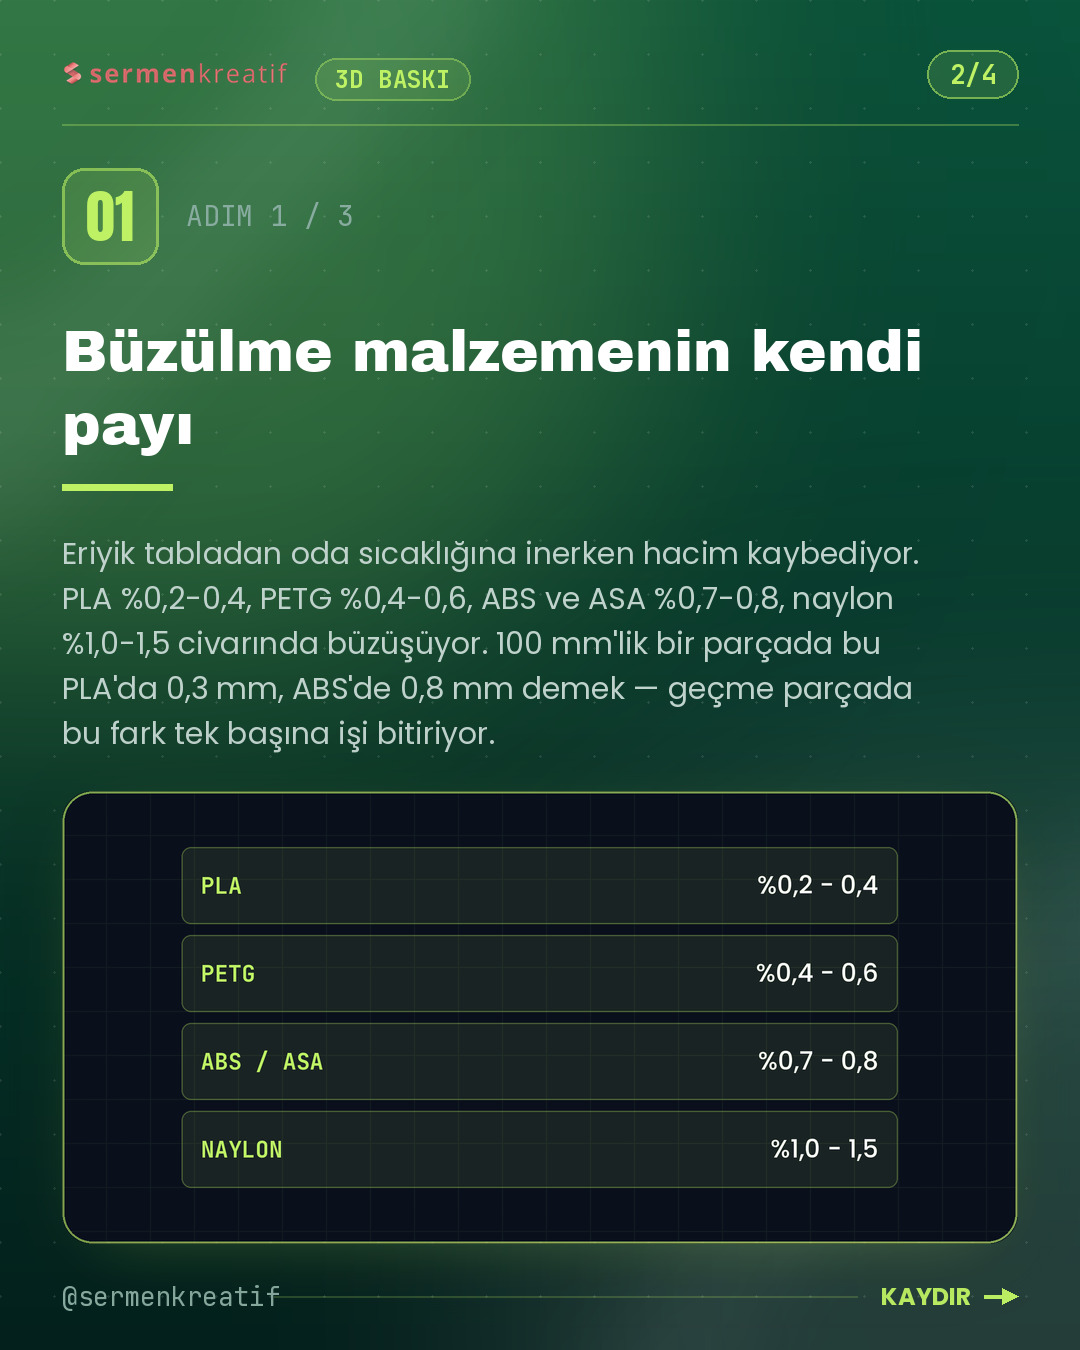 sermenkreatif
3D BASKI
2/4
01
ADIM 1 / 3
Büzülme malzemenin kendi
payı
Eriyik tabladan oda sıcaklığına inerken hacim kaybediyor.
PLA %0,2-0,4, PETG %0,4-0,6, ABS ve ASA %0,7-0,8, naylon
%1,0-1,5 civarında büzüşüyor. 100 mm'lik bir parçada bu
PLA'da 0,3 mm, ABS'de 0,8 mm demek — geçme parçada
bu fark tek başına işi bitiriyor.
PLA %0,2 - 0,4
PETG %0,4 - 0,6
ABS / ASA %0,7 - 0,8
NAYLON %1,0 - 1,5
@sermenkreatif
KAYDIR